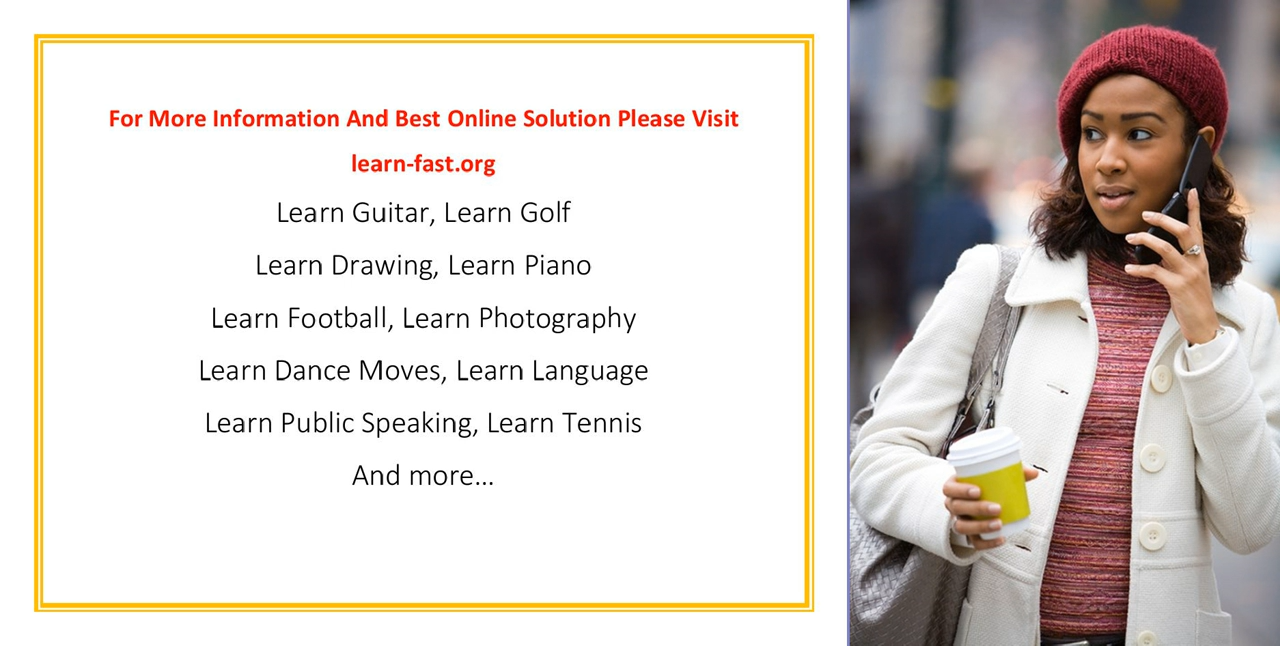 For More Information And Best Online Solution Please Visit
learn-fast.org
Learn Guitar, Learn Golf
Learn Drawing, Learn Piano
Learn Football, Learn Photography
Learn Dance Moves, Learn Language
Learn Public Speaking, Learn Tennis
And more...